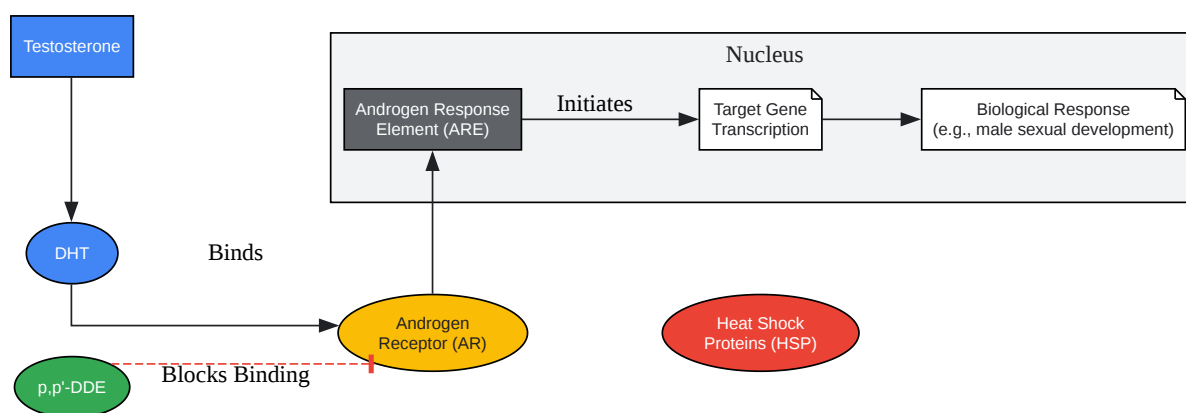 Testosterone
Nucleus
Androgen Response
Element (ARE)
Initiates
Target Gene
Transcription
Biological Response
(e.g., male sexual development)
DHT
Binds
Androgen
Receptor (AR)
Heat Shock
Proteins (HSP)
Blocks Binding
p,p'-DDE